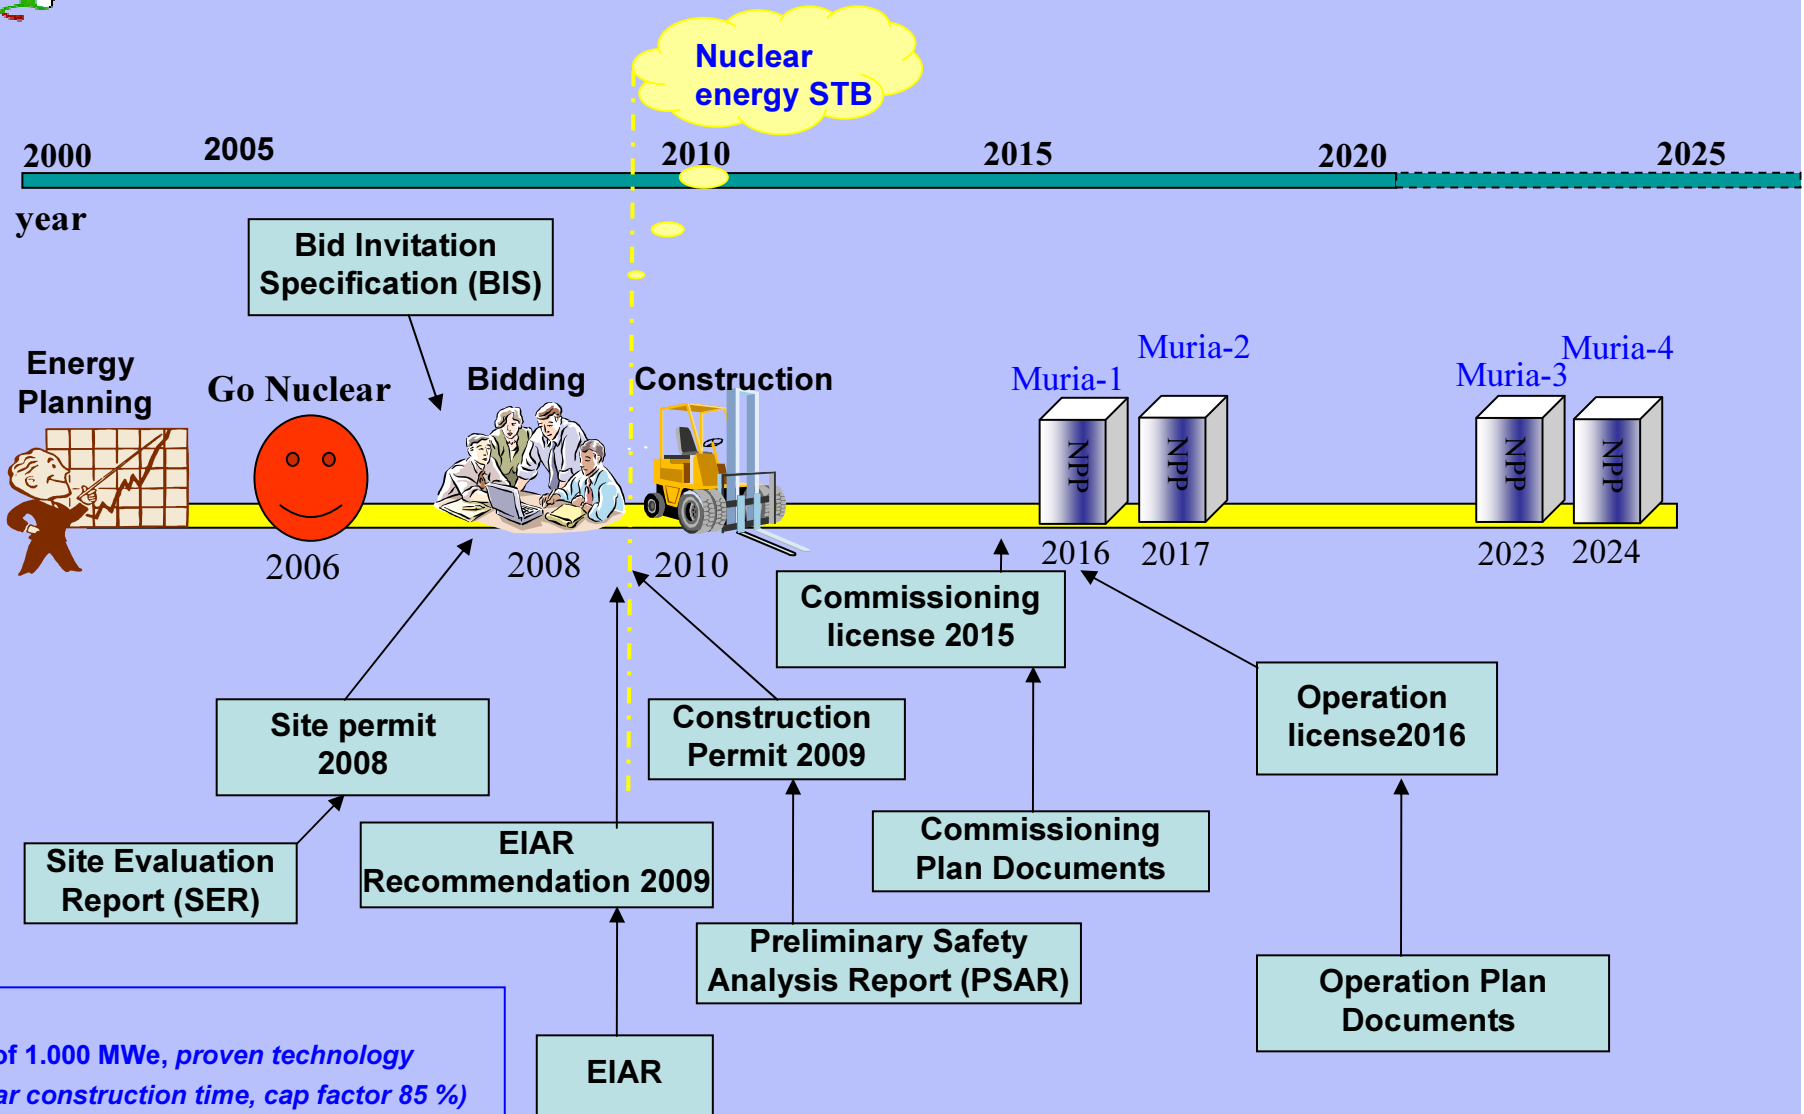 Nuclear
energy STB
2000
2005
2010
2015
2020
2025
year
Bid Invitation
Specification (BIS)
Energy
Planning
Go Nuclear
Bidding
Construction
Muria-1
Muria-2
Muria-3
Muria-4
NPP
NPP
NPP
NPP
2006
2008
2010
2016
2017
2023
2024
Commissioning
license 2015
Site permit
2008
Construction
Permit 2009
Operation
license2016
Site Evaluation
Report (SER)
EIAR
Recommendation 2009
Commissioning
Plan Documents
Preliminary Safety
Analysis Report (PSAR)
Operation Plan
Documents
EIAR
of 1.000 MWe, proven technology
construction time, cap factor 85 %)